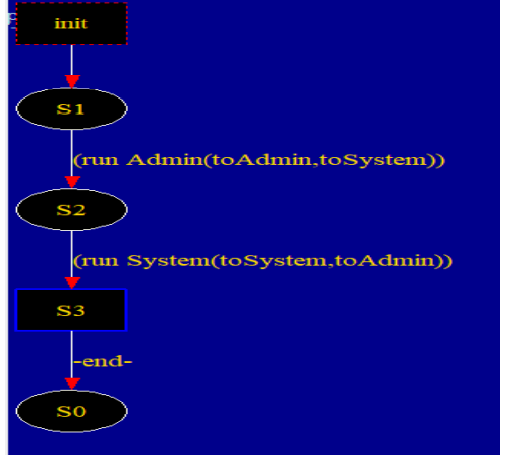 init
S1
(run Admin(toAdmin,toSystem))
S2
(run System(toSystem,toAdmin))
S3
-end-
S0